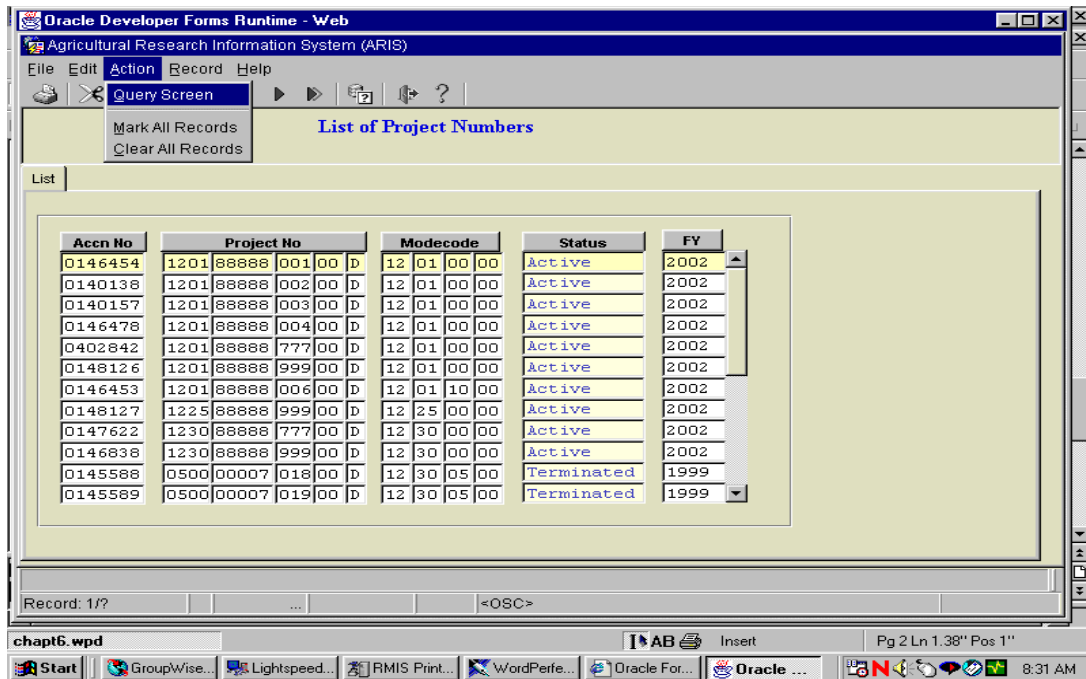 Oracle Developer Forms Runtime - Web
Agricultural Research Information System (ARIS)
File Edit Action Record Help
Query Screen
Mark All Records
Clear All Records
List of Project Numbers
List
Accn No Project No Modecode Status FY
0146454 1201 88888 001 00 D 12 01 00 00 Active 2002
0140138 1201 88888 002 00 D 12 01 00 00 Active 2002
0140157 1201 88888 003 00 D 12 01 00 00 Active 2002
0146478 1201 88888 004 00 D 12 01 00 00 Active 2002
0402842 1201 88888 777 00 D 12 01 00 00 Active 2002
0148126 1201 88888 999 00 D 12 01 00 00 Active 2002
0146453 1201 88888 006 00 D 12 01 10 00 Active 2002
0148127 1225 88888 999 00 D 12 25 00 00 Active 2002
0147622 1230 88888 777 00 D 12 30 00 00 Active 2002
0146838 1230 88888 999 00 D 12 30 00 00 Active 2002
0145588 0500 00007 018 00 D 12 30 05 00 Terminated 1999
0145589 0500 00007 019 00 D 12 30 05 00 Terminated 1999
Record: 1/? ... <OSC>
chapt6.wpd AB Insert Pg 2 Ln 1.38" Pos 1"
Start GroupWise... Lightspeed... RMIS Print... WordPerfe... Oracle For... Oracle ... 8:31 AM